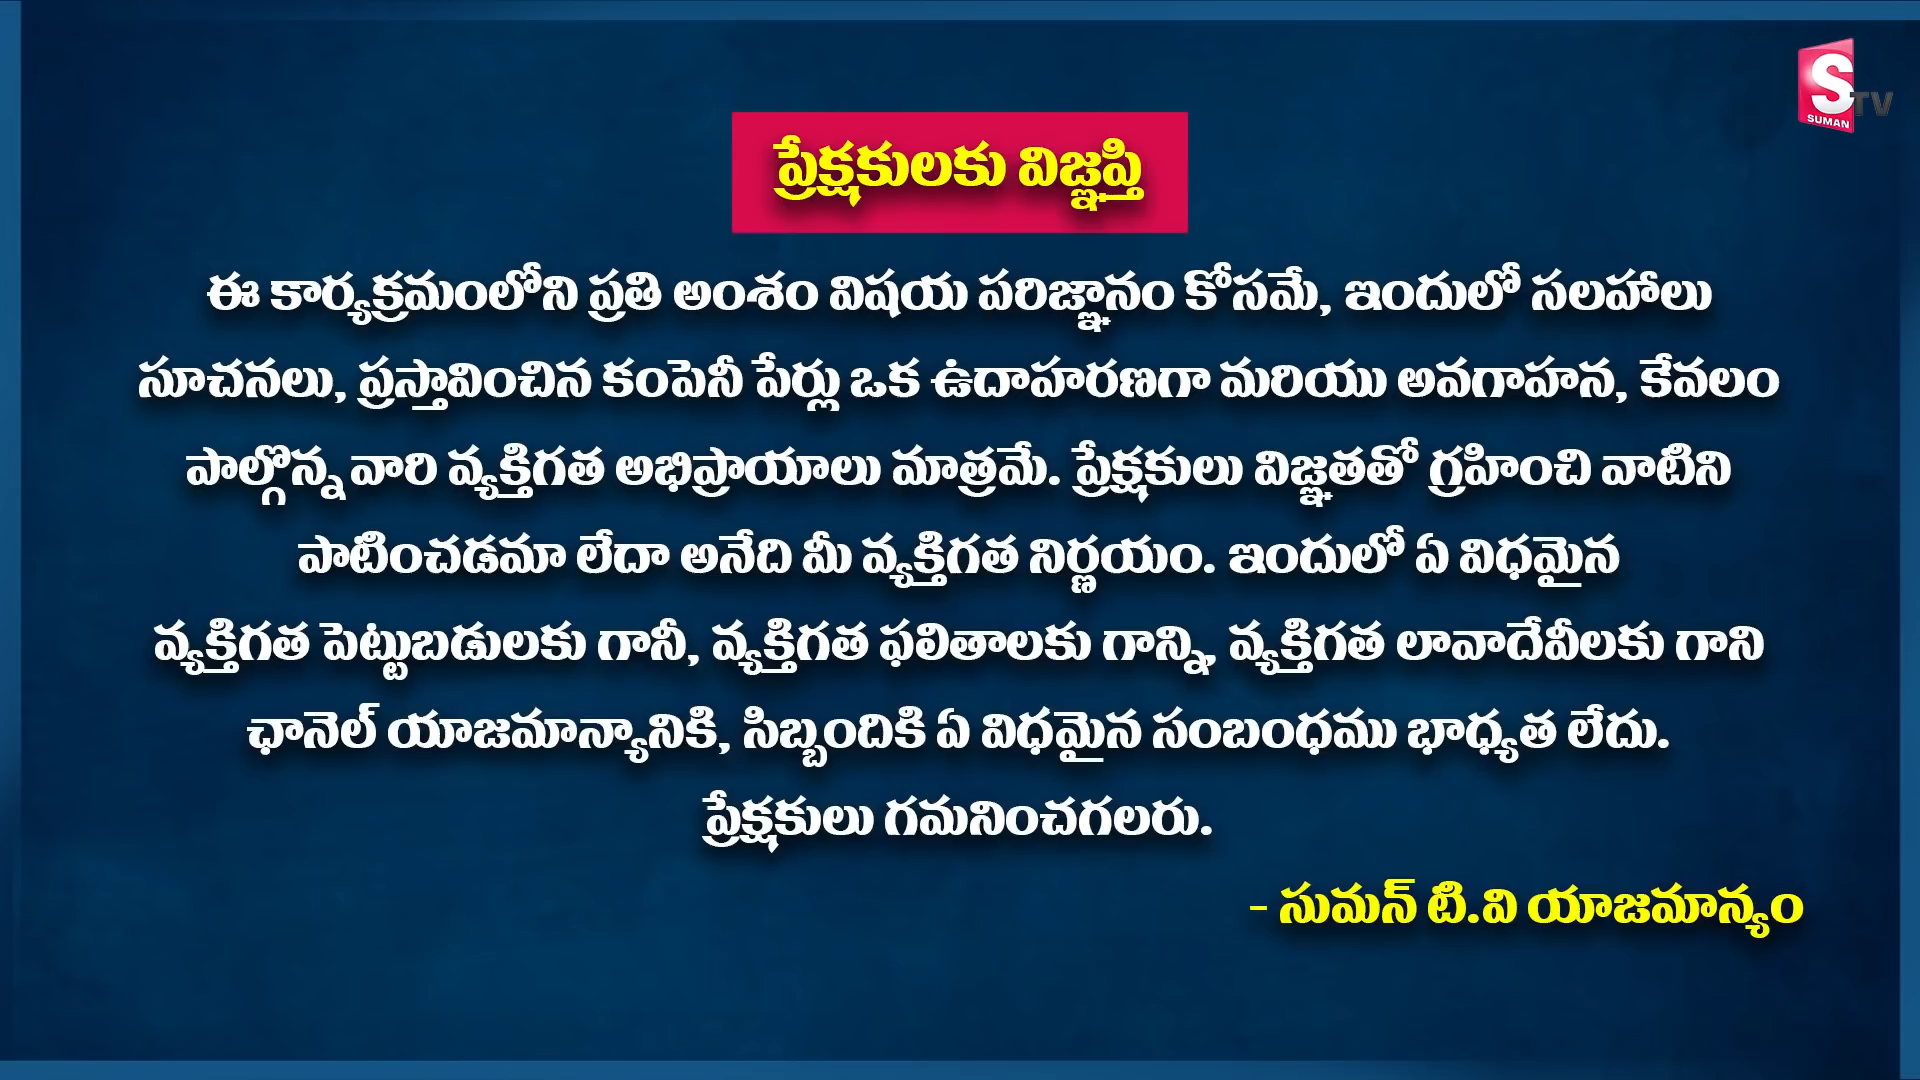 S TV
SUMAN
ప్రేక్షకులకు విజ్ఞప్తి
ఈ కార్యక్రమంలోని ప్రతి అంశం విషయ పరిజ్ఞానం కోసమే, ఇందులో సలహాలు
సూచనలు, ప్రస్తావించిన కంపెనీ పేర్లు ఒక ఉదాహరణగా మరియు అవగాహన, కేవలం
పాల్గొన్న వారి వ్యక్తిగత అభిప్రాయాలు మాత్రమే. ప్రేక్షకులు విజ్ఞతతో గ్రహించి వాటిని
పాటించడమా లేదా అనేది మీ వ్యక్తిగత నిర్ణయం. ఇందులో ఏ విధమైన
వ్యక్తిగత పెట్టుబడులకు గానీ, వ్యక్తిగత ఫలితాలకు గాన్ని, వ్యక్తిగత లావాదేవీలకు గాని
ఛానెల్ యాజమాన్యానికి, సిబ్బందికి ఏ విధమైన సంబంధము భాధ్యత లేదు.
ప్రేక్షకులు గమనించగలరు.
- సుమన్ టి.వి యాజమాన్యం